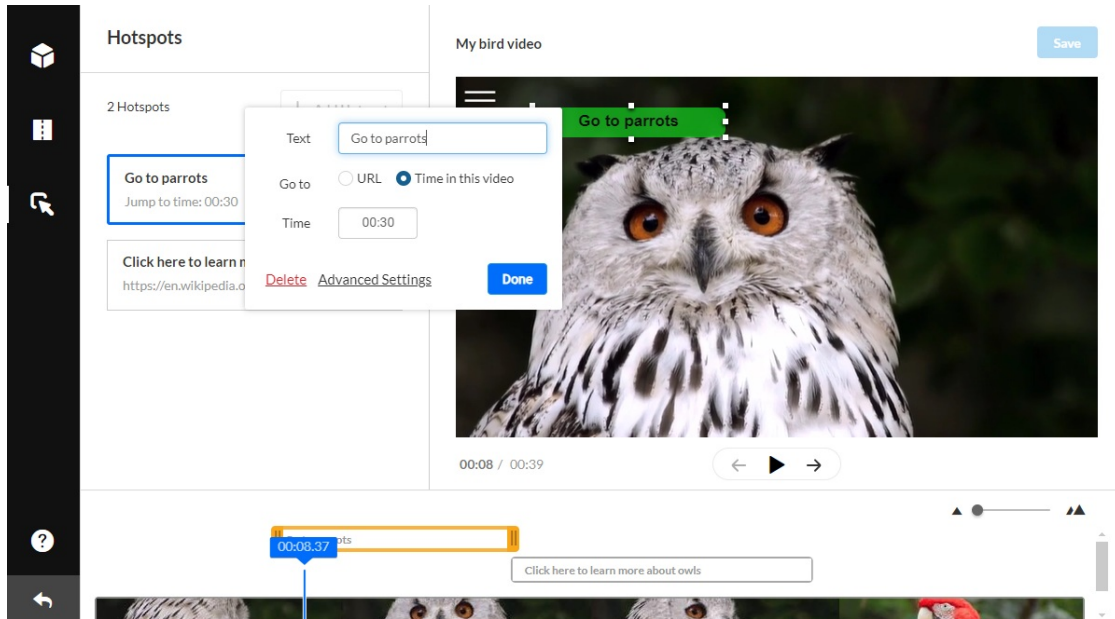 Hotspots
My bird video
Save
2 Hotspots
Text
Go to parrots
Go to
URL
Time in this video
Time
00:30
Delete
Advanced Settings
Done
Go to parrots
Jump to time: 00:30
Click here to learn
https://en.wikipedia.o
Go to parrots
00:08 / 00:39
?
00:08.37
Click here to learn more about owls